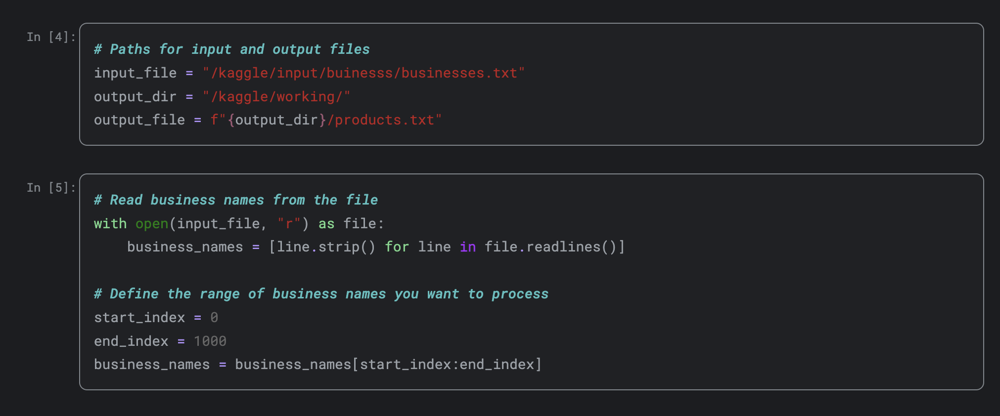 In [4]:
# Paths for input and output files
input_file = "/kaggle/input/buinesss/businesses.txt"
output_dir = "/kaggle/working/"
output_file = f"{output_dir}/products.txt"
In [5]:
# Read business names from the file
with open(input_file, "r") as file:
    business_names = [line.strip() for line in file.readlines()]
# Define the range of business names you want to process
start_index = 0
end_index = 1000
business_names = business_names[start_index:end_index]